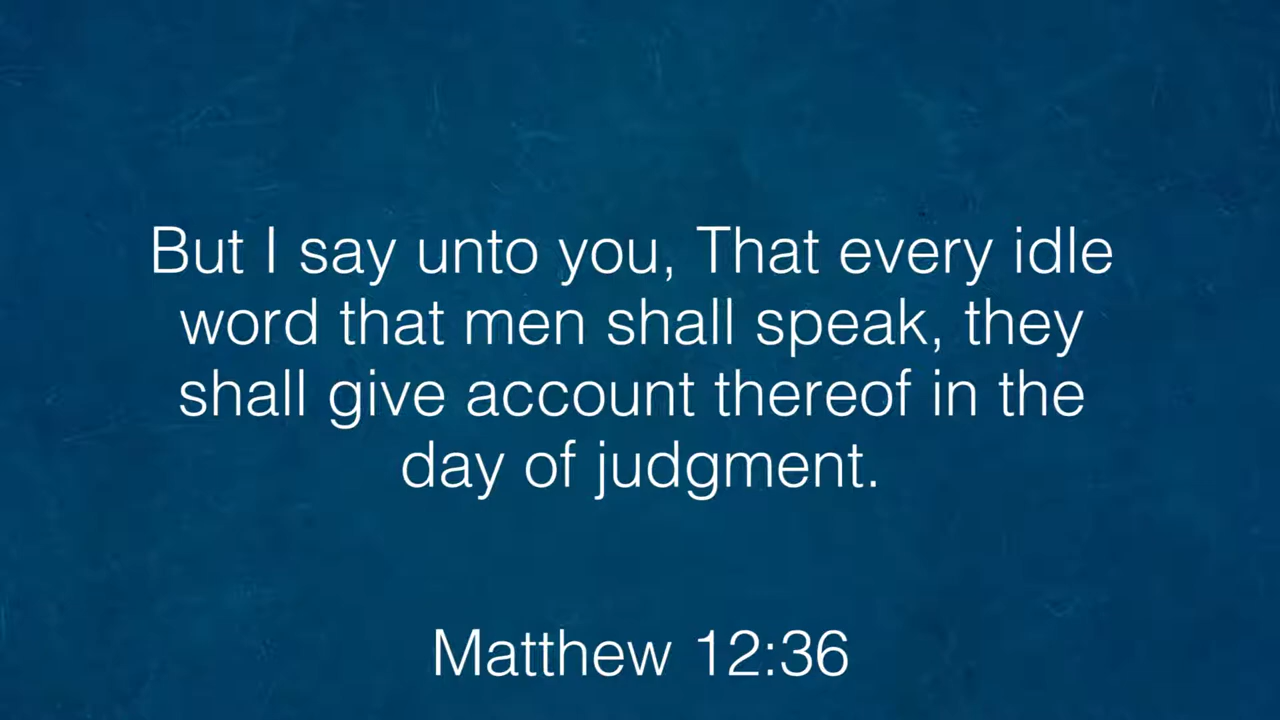 But I say unto you, That every idle
word that men shall speak, they
shall give account thereof in the
day of judgment.
Matthew 12:36